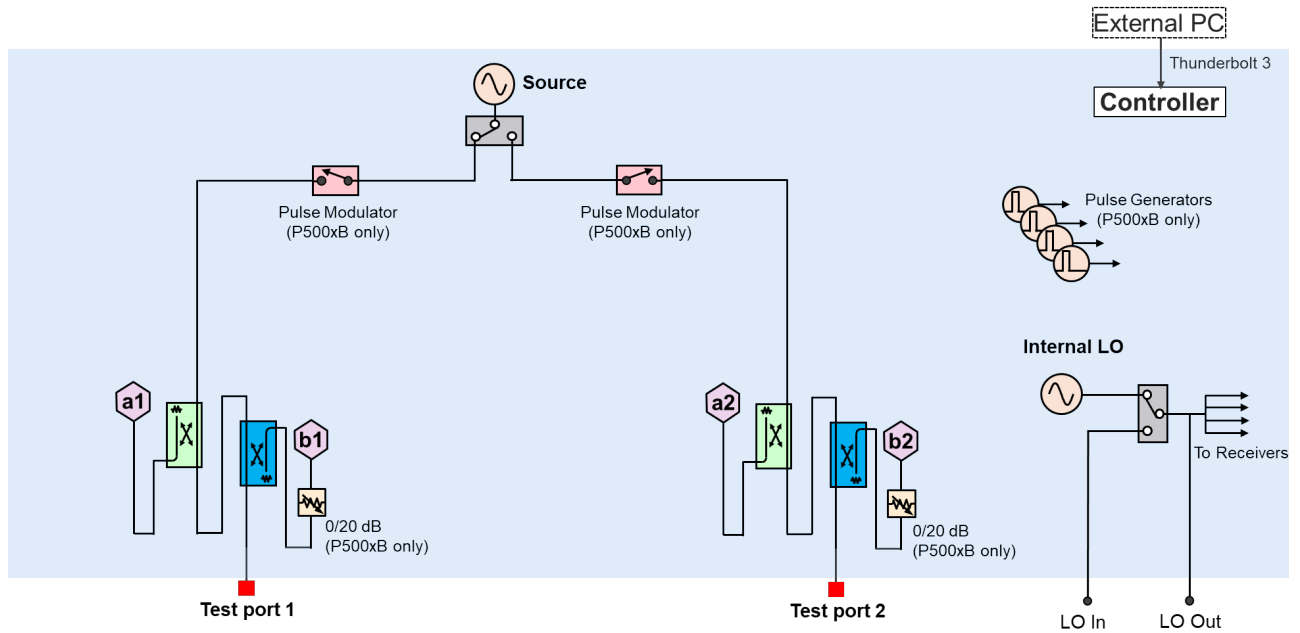 External PC
Thunderbolt 3
Controller
Source
Pulse Modulator
(P500xB only)
Pulse Modulator
(P500xB only)
Pulse Generators
(P500xB only)
Internal LO
To Receivers
a1
b1
a2
b2
0/20 dB
(P500xB only)
0/20 dB
(P500xB only)
Test port 1
Test port 2
LO In
LO Out